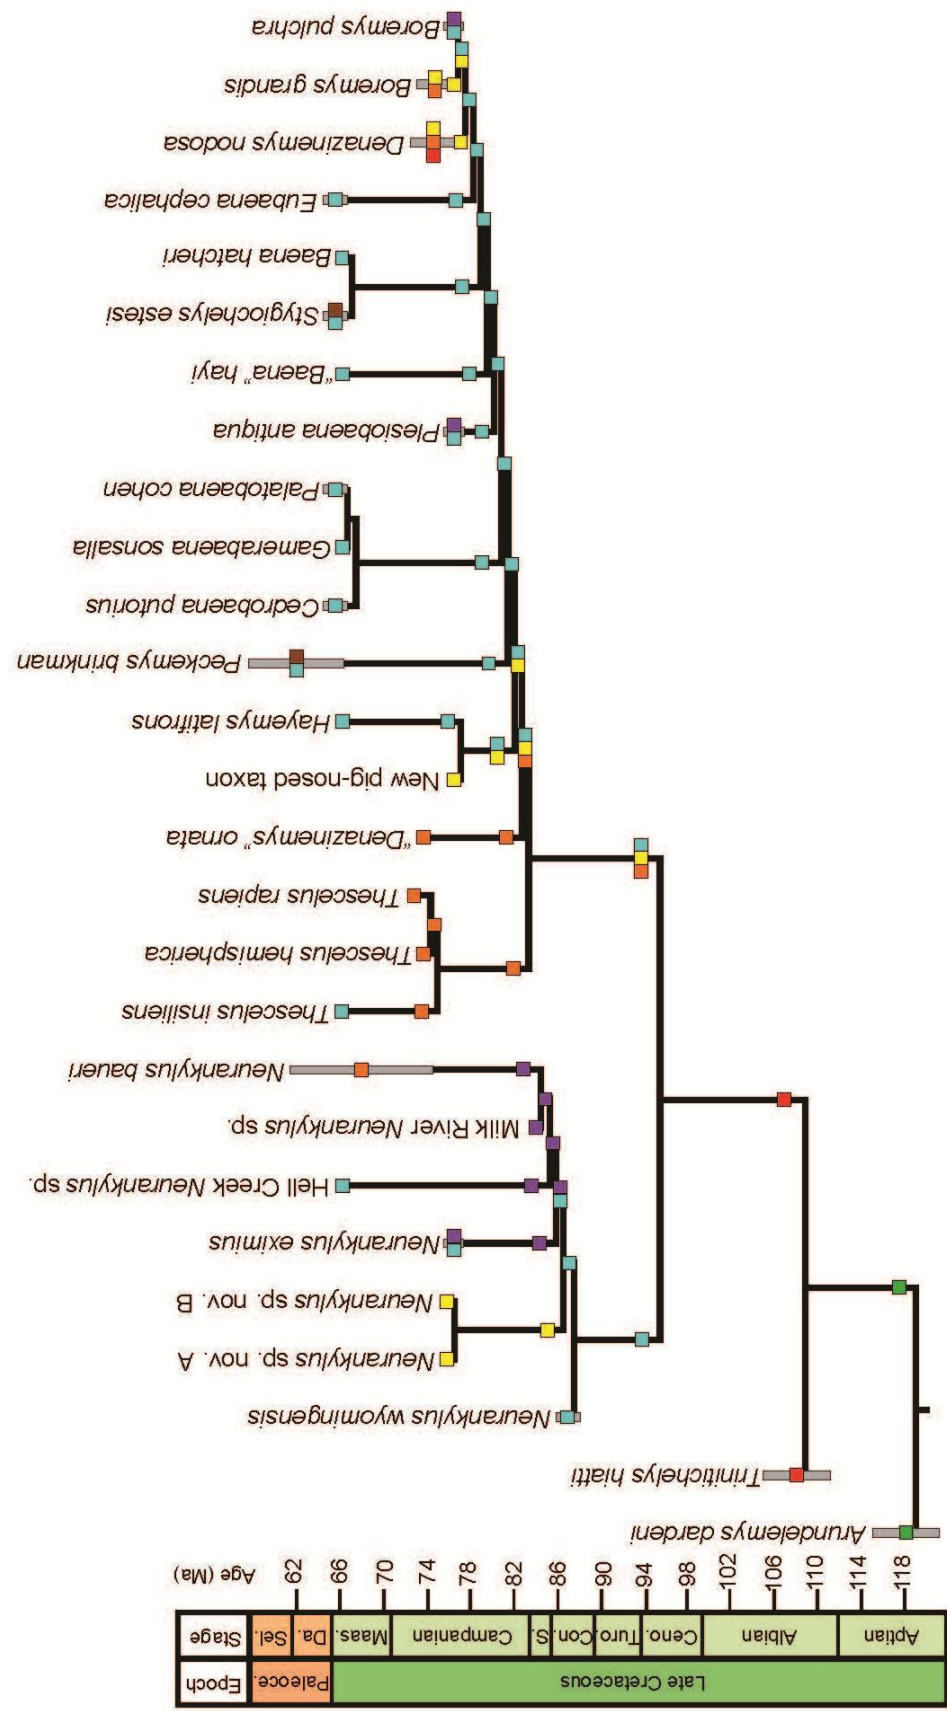 Late Cretaceous Paleoce. Epoch
Aptian Albian Ceno. Turo. Con. S. Campanian Maas. Da. Sel. Stage
118 114 110 106 102 98 94 90 86 82 78 74 70 66 62 Age (Ma)
Arundelemys dardeni
Trinitichelys hiatti
Neurankylus wyomingensis
Neurankylus sp. nov. A
Neurankylus sp. nov. B
Neurankylus eximius
Hell Creek Neurankylus sp.
Milk River Neurankylus sp.
Neurankylus baueri
Thescelus insiliens
Thescelus hemispherica
Thescelus rapiens
"Denazinemys" ornata
New pig-nosed taxon
Hayemys latifrons
Peckemys brinkman
Cedrobaena putorius
Gamerabaena sonsalla
Palatobaena cohen
Plesiobaena antiqua
"Baena" hayi
Stygiochelys estesi
Baena hatcheri
Eubaena cephalica
Denazinemys nodosa
Boremys grandis
Boremys pulchra